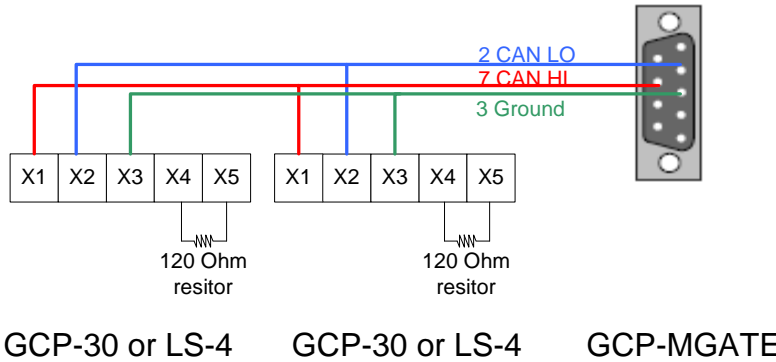 2 CAN LO
7 CAN HI
3 Ground
X1 X2 X3 X4 X5 X1 X2 X3 X4 X5
120 Ohm 120 Ohm
resitor resitor
GCP-30 or LS-4 GCP-30 or LS-4 GCP-MGATE